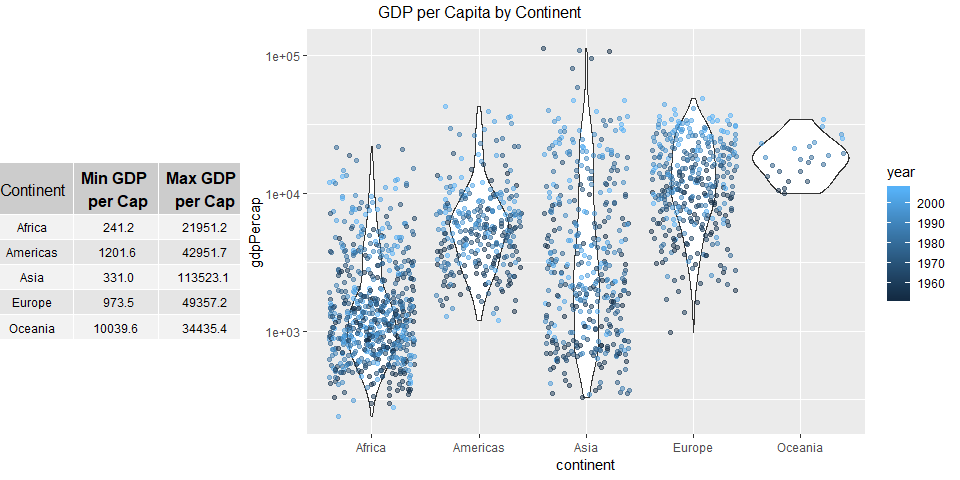 GDP per Capita by Continent
Continent Min GDP per Cap Max GDP per Cap
Africa 241.2 21951.2
Americas 1201.6 42951.7
Asia 331.0 113523.1
Europe 973.5 49357.2
Oceania 10039.6 34435.4
gdpPercap
1e+05
1e+04
1e+03
Africa Americas Asia Europe Oceania
continent
year
2000
1990
1980
1970
1960